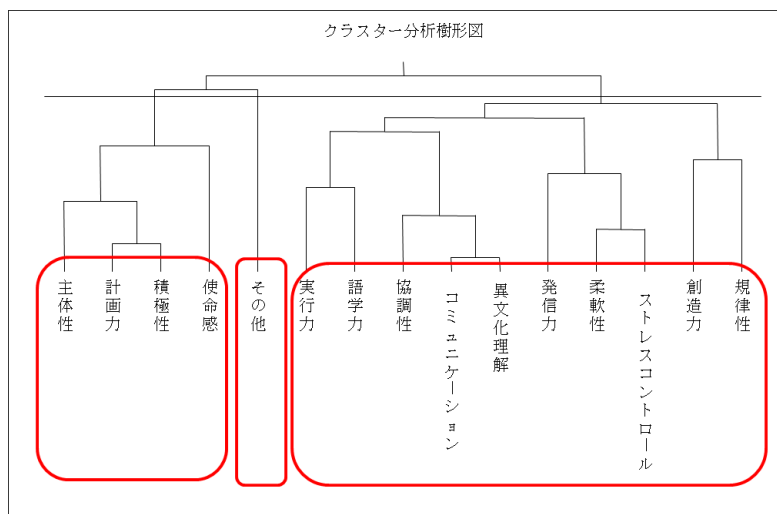 クラスター分析樹形図
主体性
計画力
積極性
使命感
その他
実行力
語学力
協調性
コミュニケーション
異文化理解
発信力
柔軟性
ストレスコントロール
創造力
規律性